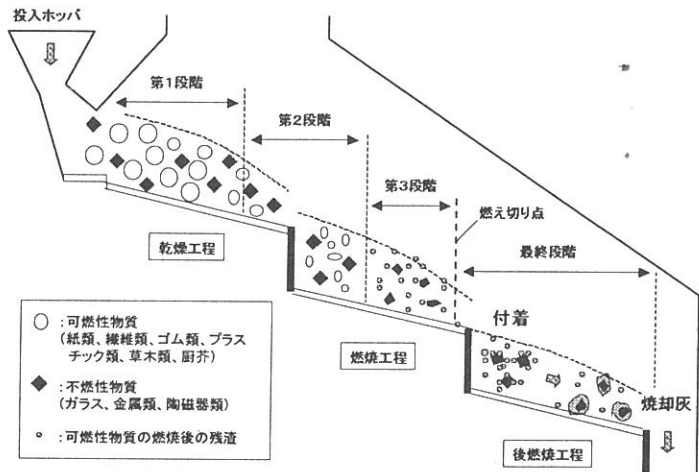 投入ホッパ
第1段階
第2段階
第3段階
燃え切り点
最終段階
乾燥工程
付着
燃焼工程
焼却灰
後燃焼工程
:可燃性物質
(紙類、繊維類、ゴム類、プラス
チック類、草木類、厨芥)
:不燃性物質
(ガラス、金属類、陶磁器類)
:可燃性物質の燃焼後の残渣